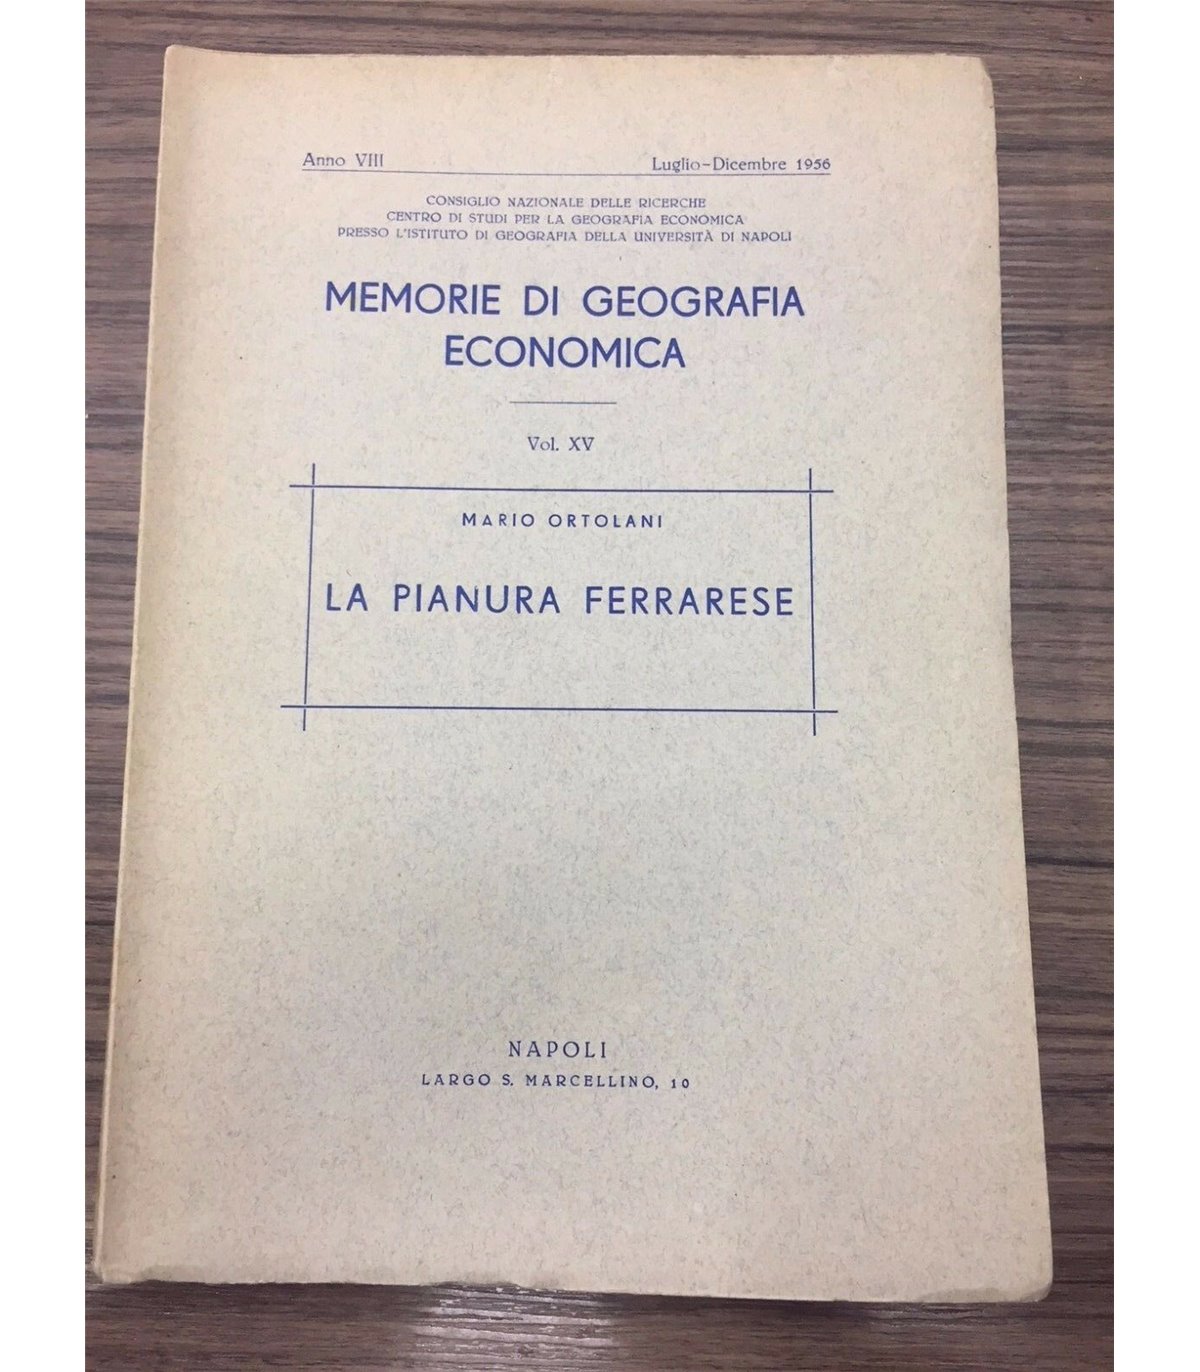 Anno VIII Luglio-Dicembre 1956
CONSIGLIO NAZIONALE DELLE RICERCHE
CENTRO DI STUDI PER LA GEOGRAFIA ECONOMICA
PRESSO L'ISTITUTO DI GEOGRAFIA DELLA UNIVERSITÀ DI NAPOLI
MEMORIE DI GEOGRAFIA
ECONOMICA
Vol. XV
MARIO ORTOLANI
LA PIANURA FERRARESE
NAPOLI
LARGO S. MARCELLINO, 10